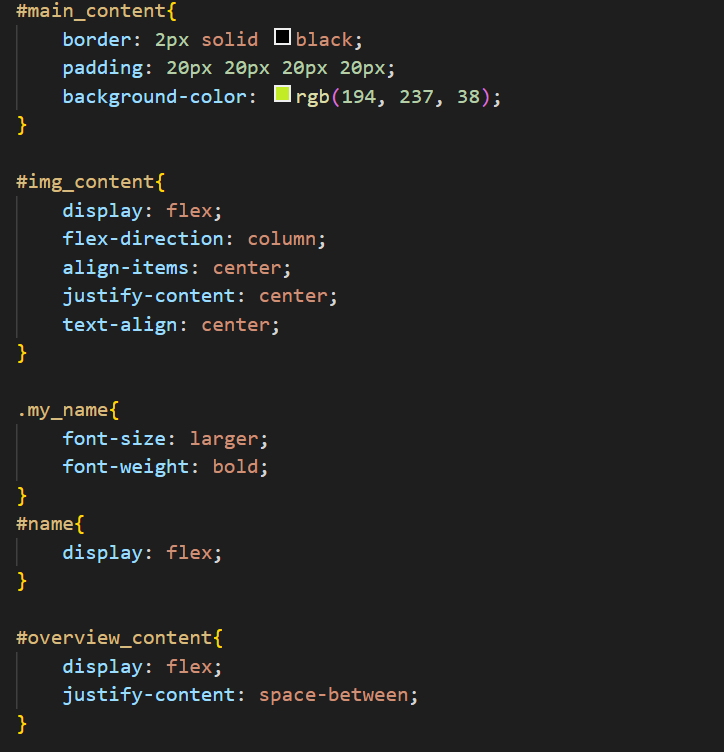 #main_content{
    border: 2px solid black;
    padding: 20px 20px 20px 20px;
    background-color: rgb(194, 237, 38);
}

#img_content{
    display: flex;
    flex-direction: column;
    align-items: center;
    justify-content: center;
    text-align: center;
}

.my_name{
    font-size: larger;
    font-weight: bold;
}
#name{
    display: flex;
}

#overview_content{
    display: flex;
    justify-content: space-between;
}